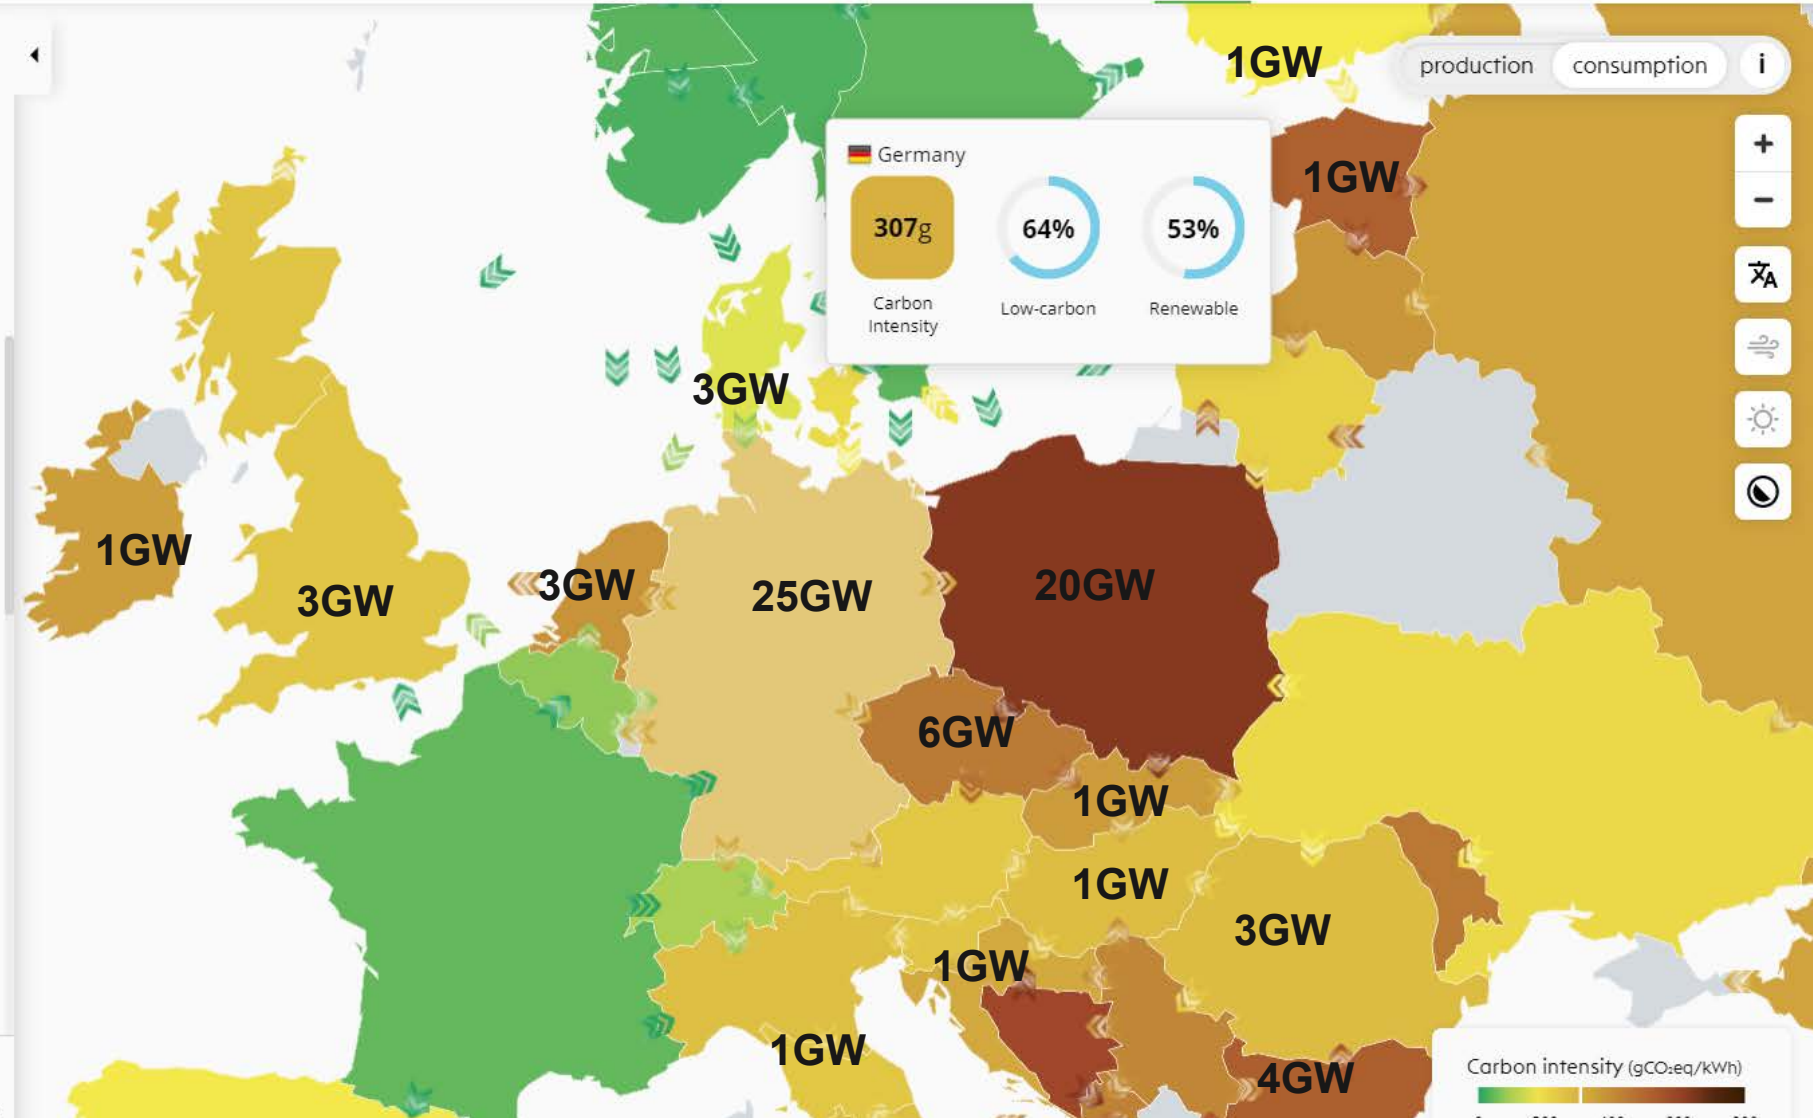 1GW
production
consumption
i
Germany
307g
64%
53%
Carbon
Intensity
Low-carbon
Renewable
+
−
1GW
3GW
1GW
3GW
3GW
25GW
20GW
6GW
1GW
1GW
3GW
1GW
1GW
4GW
Carbon intensity (gCO₂eq/kWh)